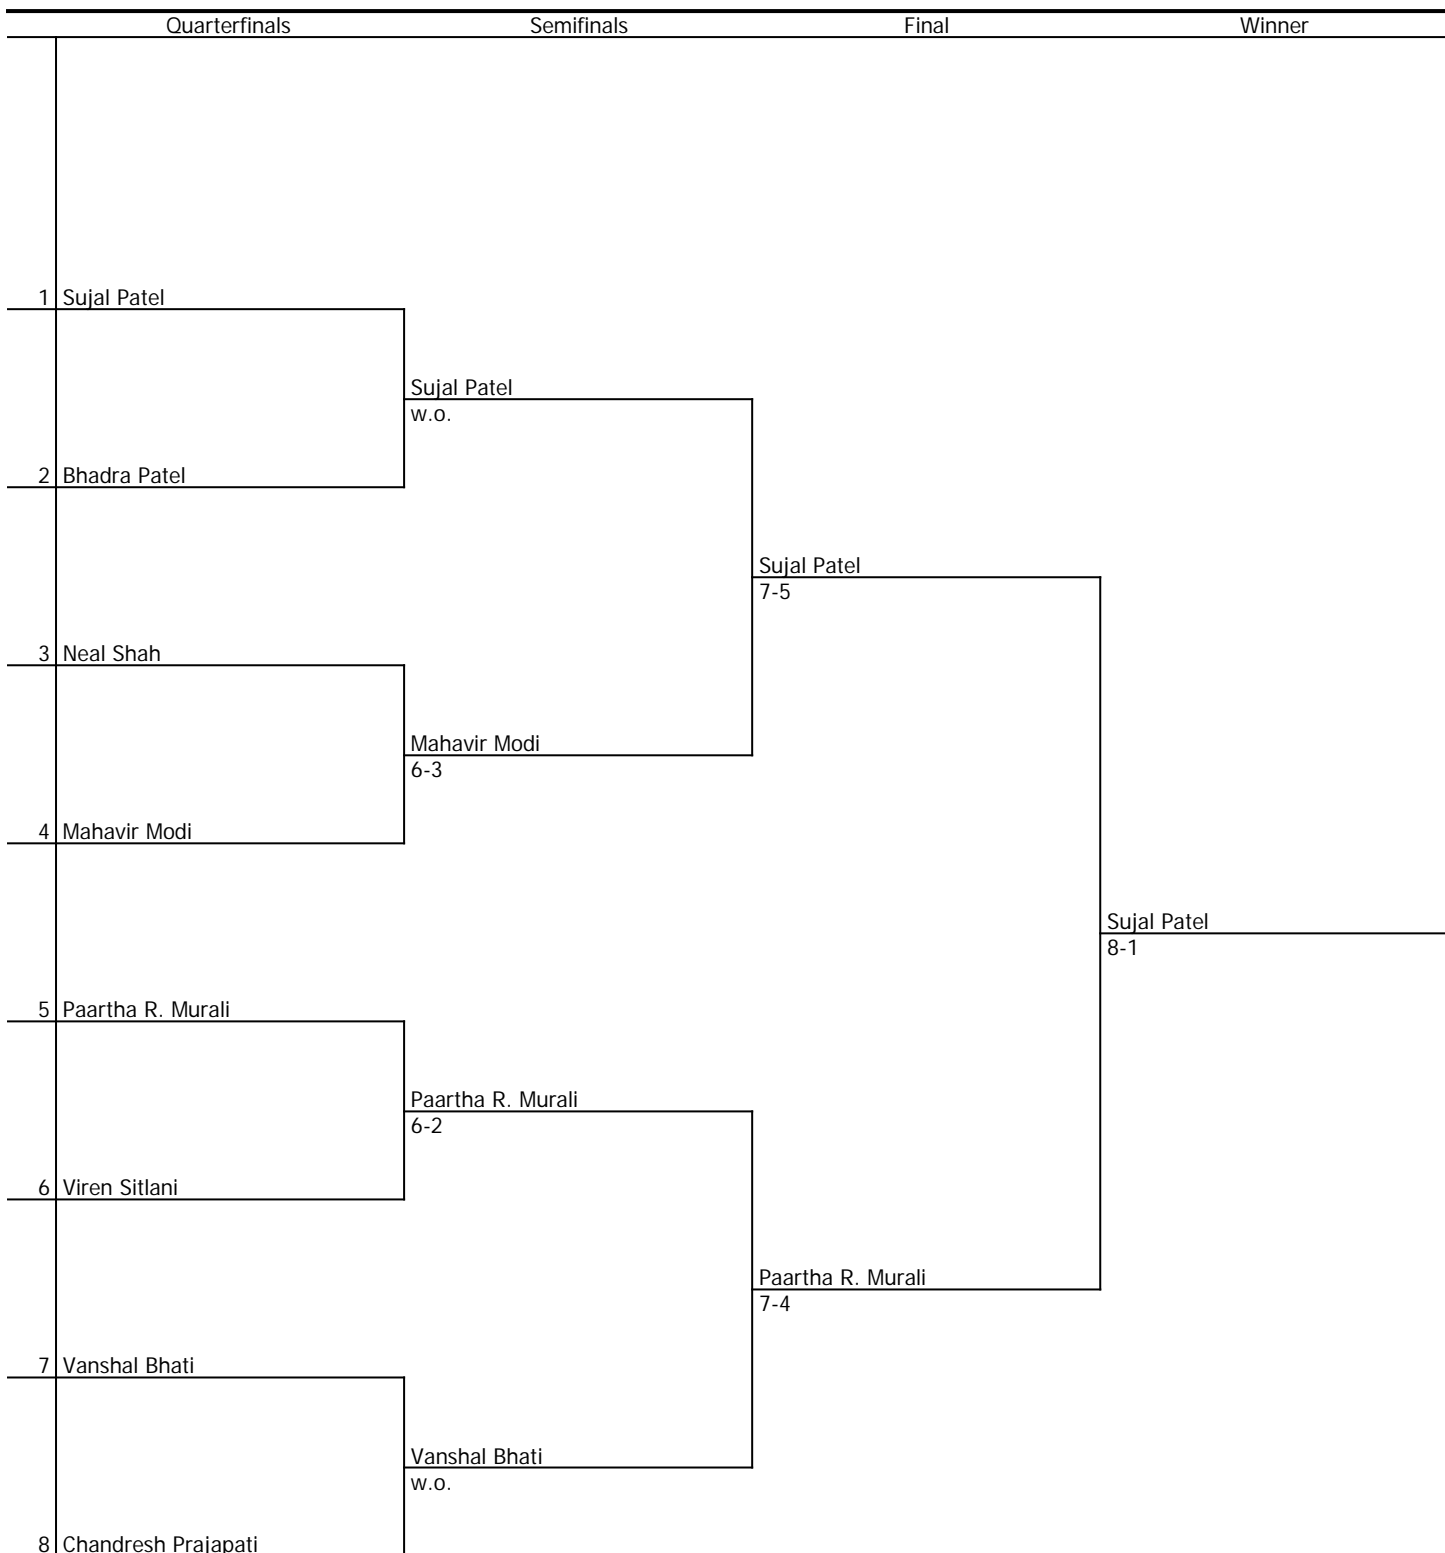 Quarterfinals Semifinals Final Winner
1 Sujal Patel
Sujal Patel
w.o.
2 Bhadra Patel
Sujal Patel
7-5
3 Neal Shah
Mahavir Modi
6-3
4 Mahavir Modi
Sujal Patel
8-1
5 Paartha R. Murali
Paartha R. Murali
6-2
6 Viren Sitlani
Paartha R. Murali
7-4
7 Vanshal Bhati
Vanshal Bhati
w.o.
8 Chandresh Prajapati